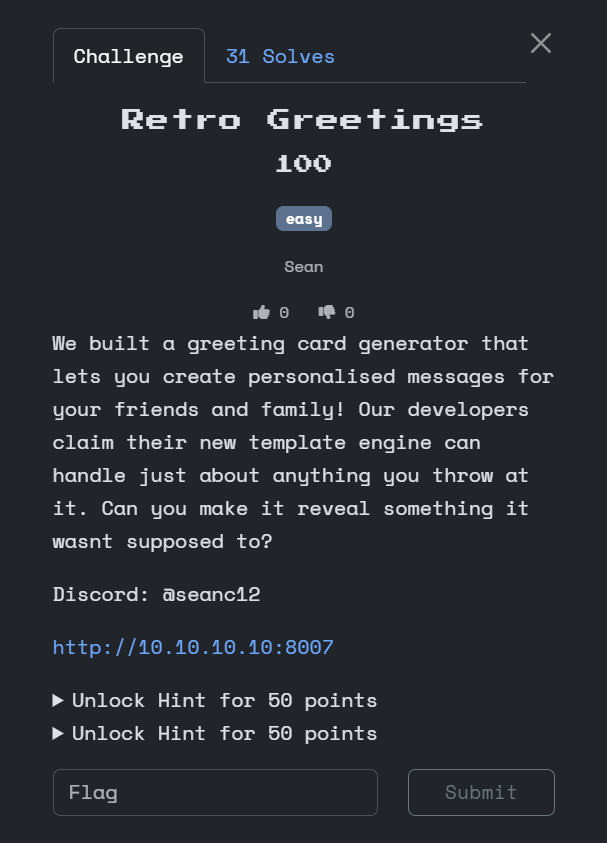 Challenge
31 Solves
Retro Greetings
100
easy
Sean
0 0
We built a greeting card generator that
lets you create personalised messages for
your friends and family! Our developers
claim their new template engine can
handle just about anything you throw at
it. Can you make it reveal something it
wasnt supposed to?
Discord: @seanc12
http://10.10.10.10:8007
Unlock Hint for 50 points
Unlock Hint for 50 points
Flag
Submit